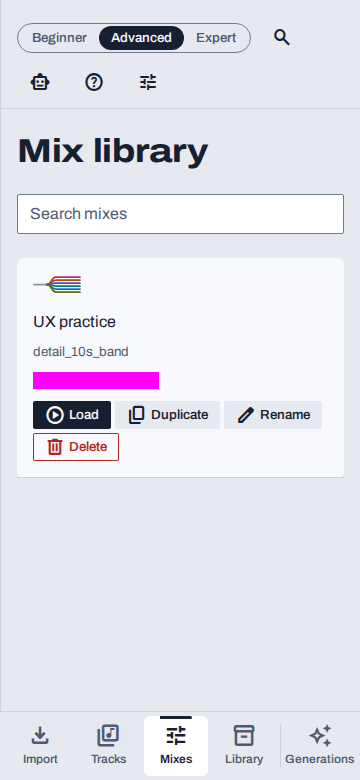 Beginner Advanced Expert
Mix library
Search mixes
UX practice
detail_10s_band
Load Duplicate Rename
Delete
Import Tracks Mixes Library Generations